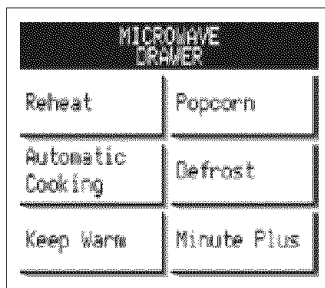 MICROWAVE
DRAWER
Reheat
Popcorn
Automatic
Cooking
Defrost
Keep Warm
Minute Plus